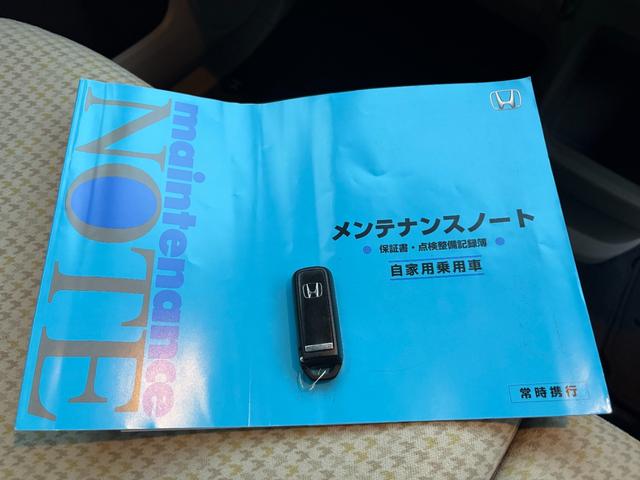 maintenance
NOTE
メンテナンスノート
保証書・点検整備記録簿
自家用乗用車
常時携行